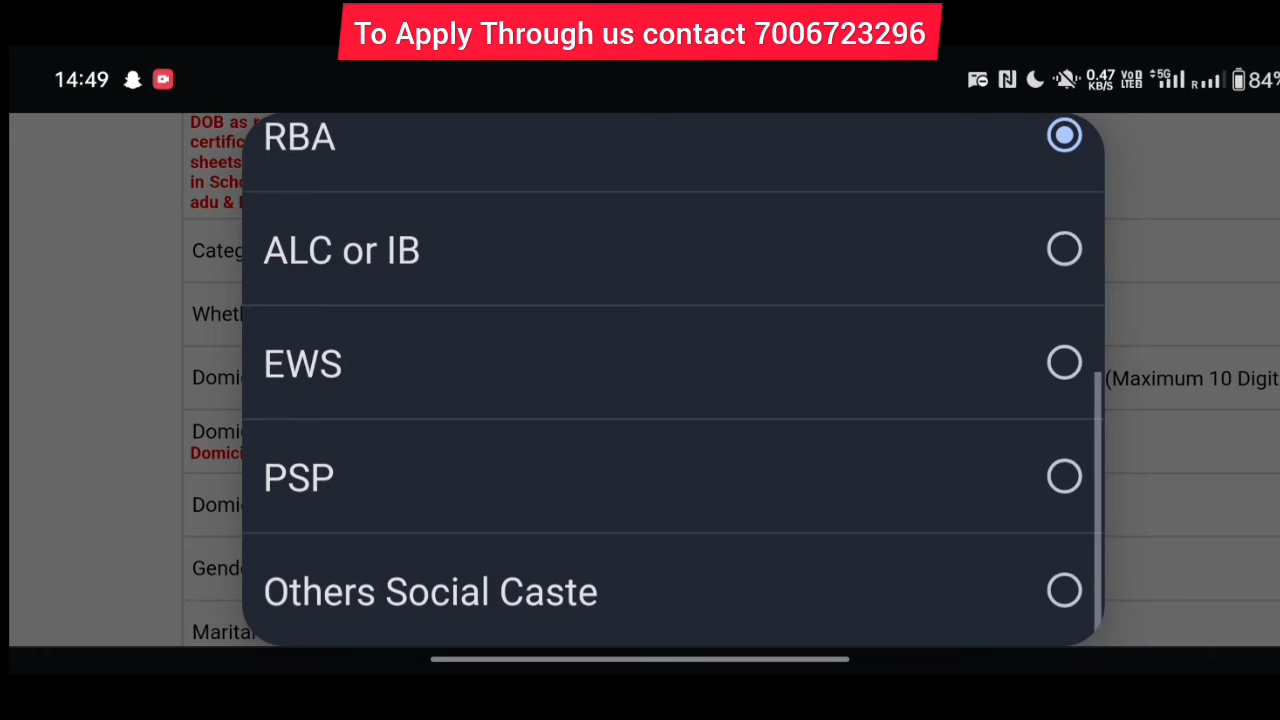 To Apply Through us contact 7006723296
14:49
0.47 KB/S
5G
R
84%
DOB as
certific
sheets
in Scho
adu &
RBA
Categ
ALC or IB
Wheth
EWS
Domi
(Maximum 10 Digit
Domi
Domici
PSP
Domi
Gende
Others Social Caste
Marital